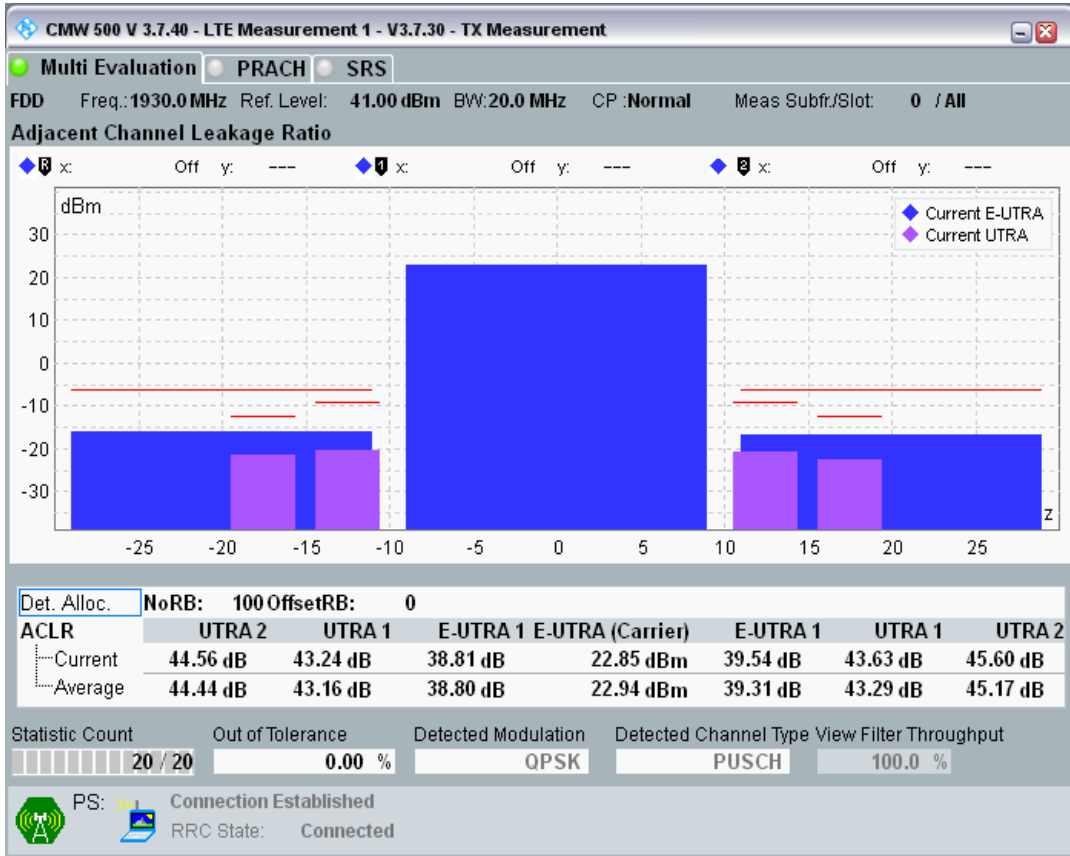 CMW 500 V 3.7.40 - LTE Measurement 1 - V3.7.30 - TX Measurement
Multi Evaluation PRACH SRS
FDD Freq.: 1930.0 MHz Ref. Level: 41.00 dBm BW: 20.0 MHz CP : Normal Meas Subfr./Slot: 0 / All
Adjacent Channel Leakage Ratio
R x: Off y: --- 1 x: Off y: --- 2 x: Off y: ---
dBm
Current E-UTRA
Current UTRA
30
20
10
0
-10
-20
-30
z
-25 -20 -15 -10 -5 0 5 10 15 20 25
Det. Alloc. NoRB: 100 OffsetRB: 0
ACLR UTRA 2 UTRA 1 E-UTRA 1 E-UTRA (Carrier) E-UTRA 1 UTRA 1 UTRA 2
Current 44.56 dB 43.24 dB 38.81 dB 22.85 dBm 39.54 dB 43.63 dB 45.60 dB
Average 44.44 dB 43.16 dB 38.80 dB 22.94 dBm 39.31 dB 43.29 dB 45.17 dB
Statistic Count Out of Tolerance Detected Modulation Detected Channel Type View Filter Throughput
20 / 20 0.00 % QPSK PUSCH 100.0 %
PS: Connection Established
RRC State: Connected